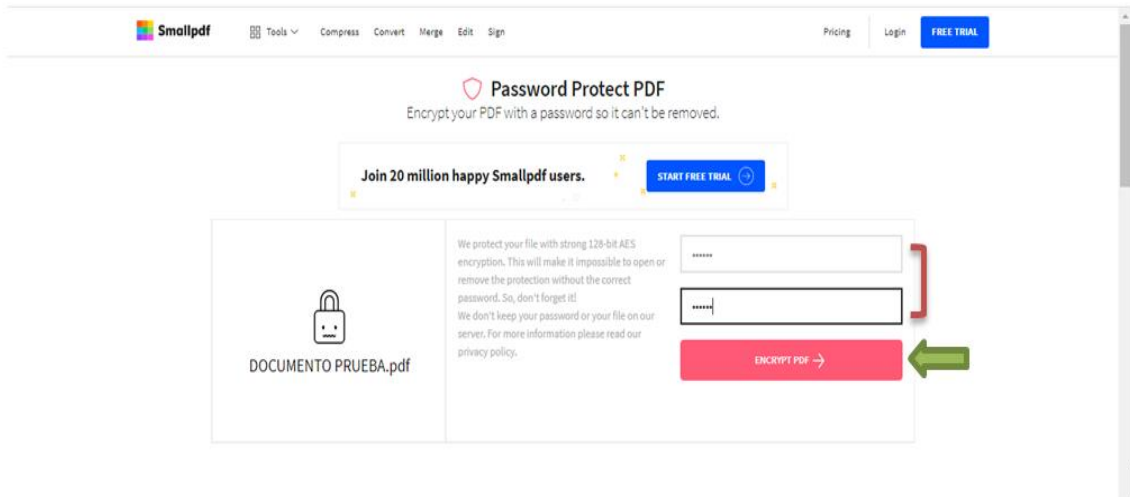 Smallpdf Tools Compress Convert Merge Edit Sign Pricing Login FREE TRIAL
Password Protect PDF
Encrypt your PDF with a password so it can't be removed.
Join 20 million happy Smallpdf users. START FREE TRIAL
DOCUMENTO PRUEBA.pdf
We protect your file with strong 128-bit AES
encryption. This will make it impossible to open or
remove the protection without the correct
password. So, don't forget it!
We don't keep your password or your file on our
server. For more information please read our
privacy policy.
••••••
••••••
ENCRYPT PDF